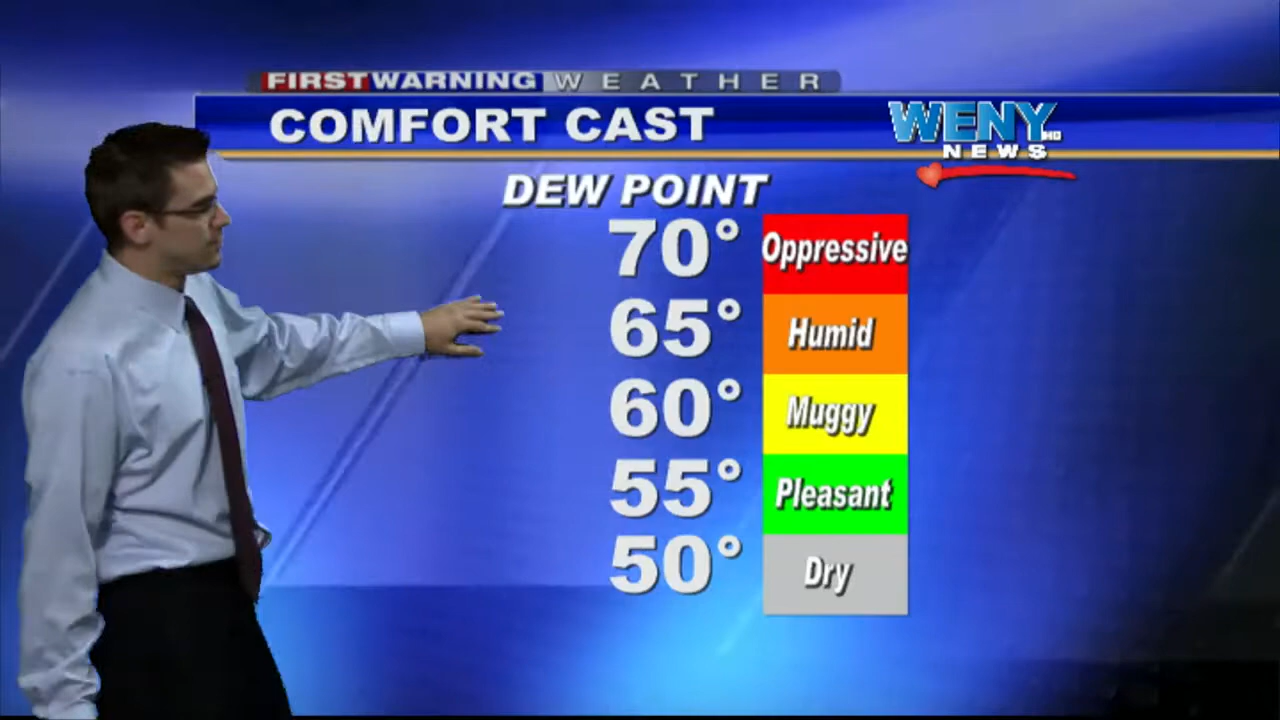 FIRST WARNING WEATHER
COMFORT CAST
WENY HD
NEWS
DEW POINT
70° Oppressive
65° Humid
60° Muggy
55° Pleasant
50° Dry